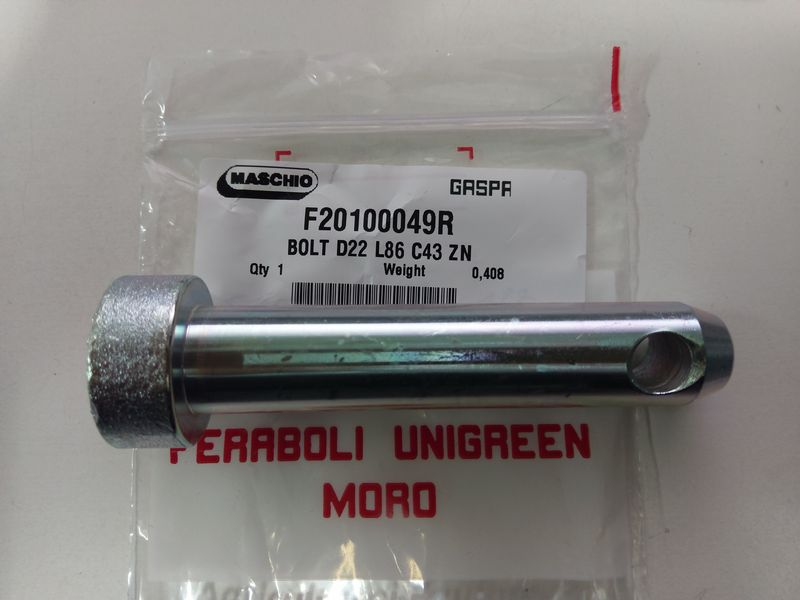 MASCHIO GASPA
F20100049R
BOLT D22 L86 C43 ZN
Qty 1 Weight 0,408
FERABOLI UNIGREEN
MORO